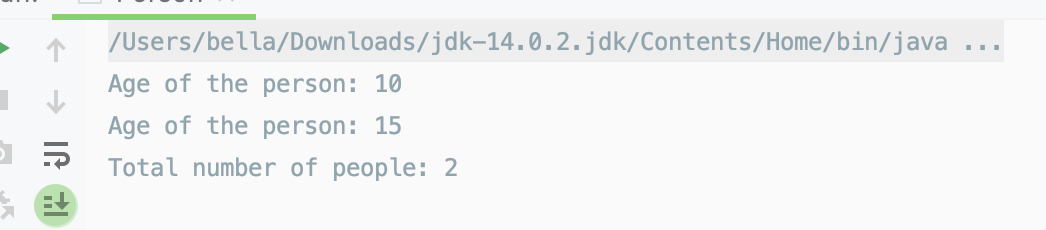 /Users/bella/Downloads/jdk-14.0.2.jdk/Contents/Home/bin/java ...
Age of the person: 10
Age of the person: 15
Total number of people: 2